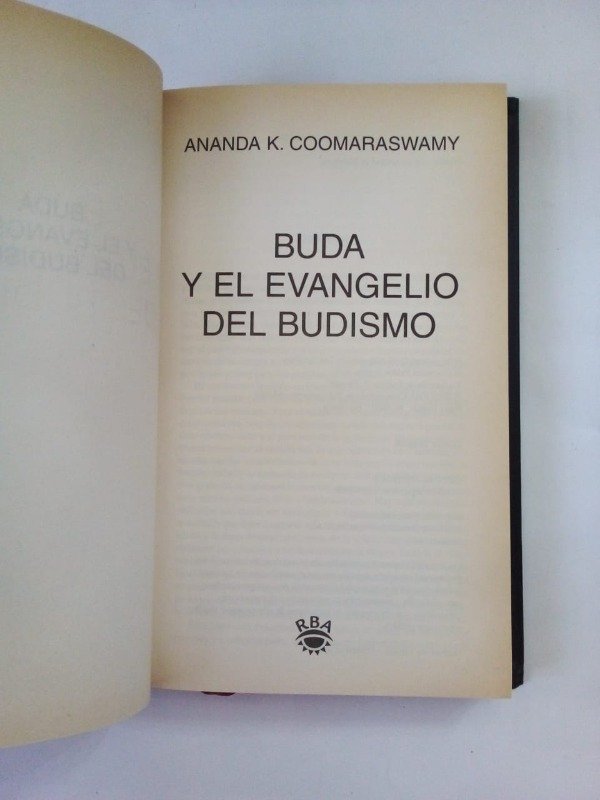 ANANDA K. COOMARASWAMY
BUDA
Y EL EVANGELIO
DEL BUDISMO
RBA